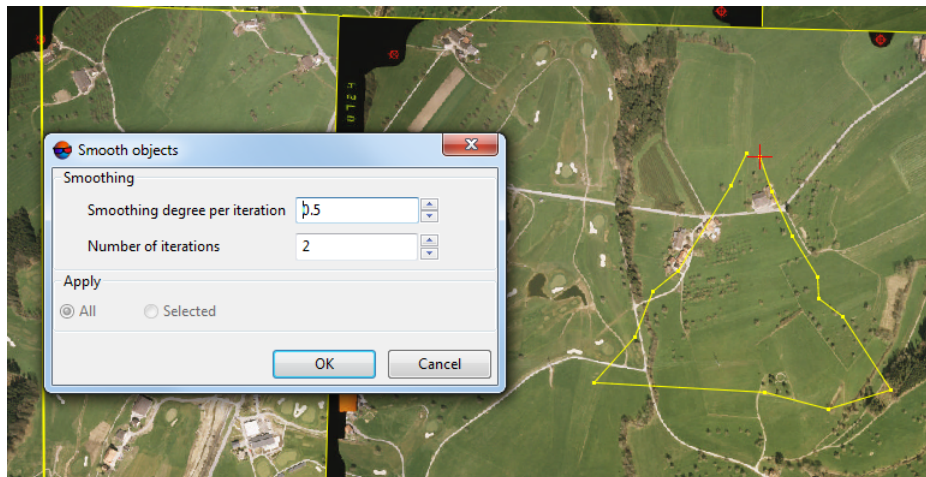 Smooth objects
Smoothing
Smoothing degree per iteration 0.5
Number of iterations 2
Apply
All Selected
OK Cancel